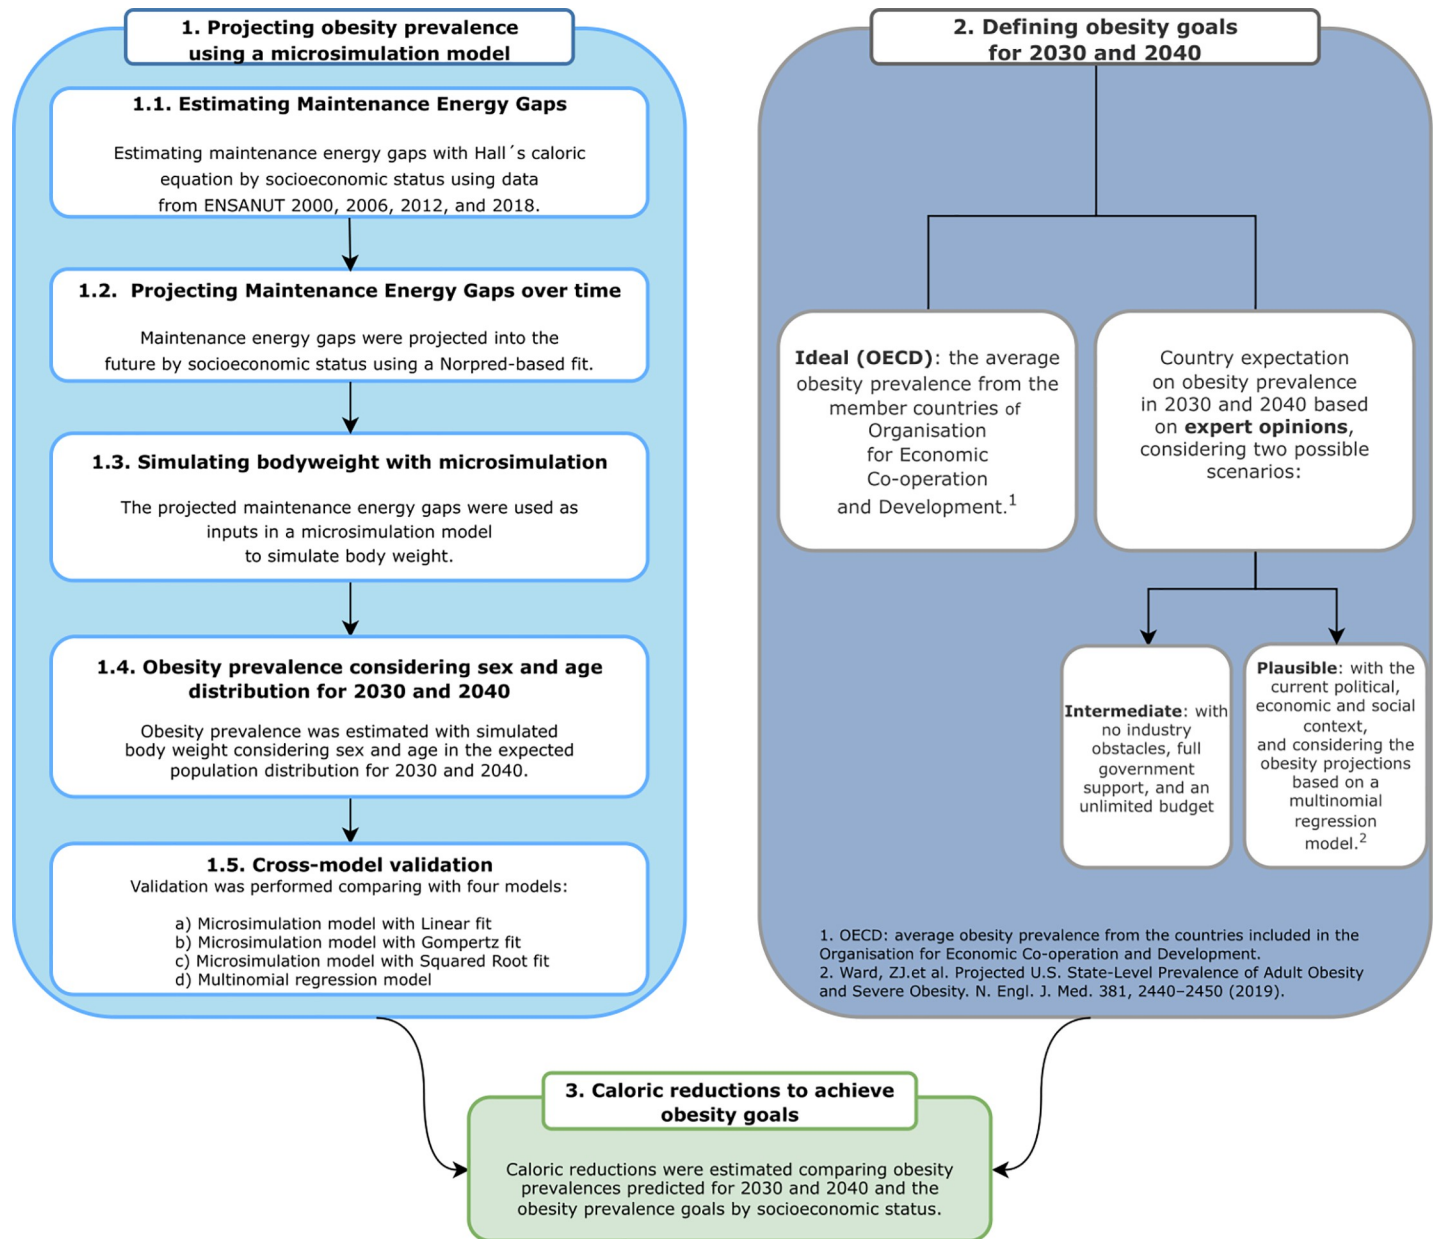 1. Projecting obesity prevalence
using a microsimulation model
1.1. Estimating Maintenance Energy Gaps
Estimating maintenance energy gaps with Hall´s caloric
equation by socioeconomic status using data
from ENSANUT 2000, 2006, 2012, and 2018.
1.2.  Projecting Maintenance Energy Gaps over time
Maintenance energy gaps were projected into the
future by socioeconomic status using a Norpred-based fit.
1.3. Simulating bodyweight with microsimulation
The projected maintenance energy gaps were used as
inputs in a microsimulation model
to simulate body weight.
1.4. Obesity prevalence considering sex and age
distribution for 2030 and 2040
Obesity prevalence was estimated with simulated
body weight considering sex and age in the expected
population distribution for 2030 and 2040.
1.5. Cross-model validation
Validation was performed comparing with four models:
a) Microsimulation model with Linear fit
b) Microsimulation model with Gompertz fit
c) Microsimulation model with Squared Root fit
d) Multinomial regression model
2. Defining obesity goals
for 2030 and 2040
Ideal (OECD): the average
obesity prevalence from the
member countries of
Organisation
for Economic
Co-operation
and Development.1
Country expectation
on obesity prevalence
in 2030 and 2040 based
on expert opinions,
considering two possible
scenarios:
Intermediate: with
no industry
obstacles, full
government
support, and an
unlimited budget
Plausible: with the
current political,
economic and social
context,
and considering the
obesity projections
based on a
multinomial
regression
model.2
1. OECD: average obesity prevalence from the countries included in the
Organisation for Economic Co-operation and Development.
2. Ward, ZJ.et al. Projected U.S. State-Level Prevalence of Adult Obesity
and Severe Obesity. N. Engl. J. Med. 381, 2440–2450 (2019).
3. Caloric reductions to achieve
obesity goals
Caloric reductions were estimated comparing obesity
prevalences predicted for 2030 and 2040 and the
obesity prevalence goals by socioeconomic status.